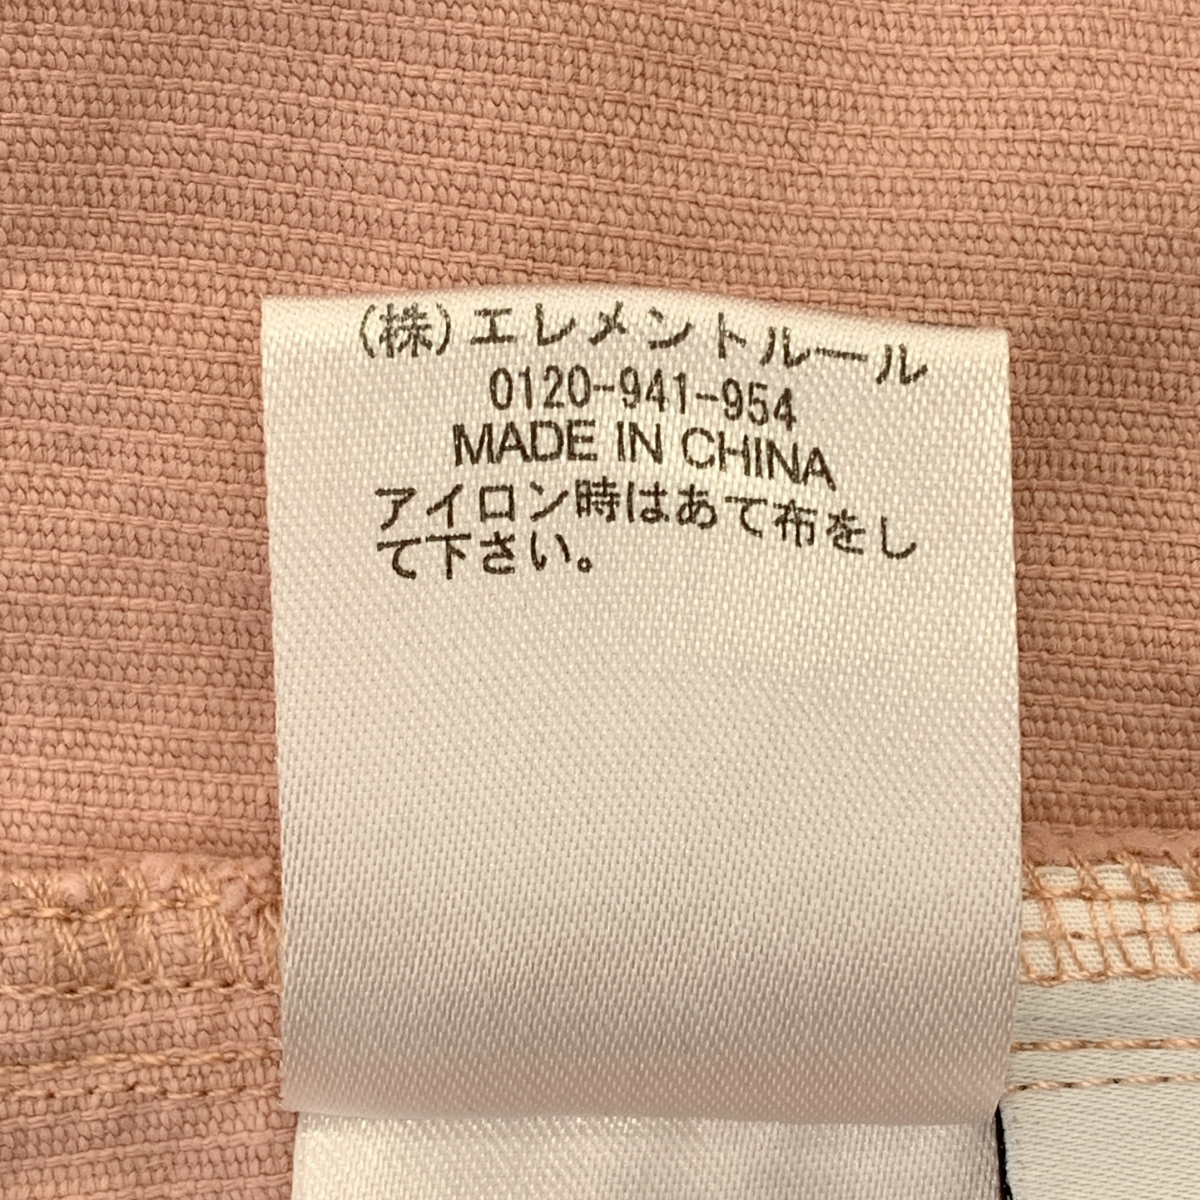 (株)エレメントルール
0120-941-954
MADE IN CHINA
アイロン時はあて布をし
て下さい。